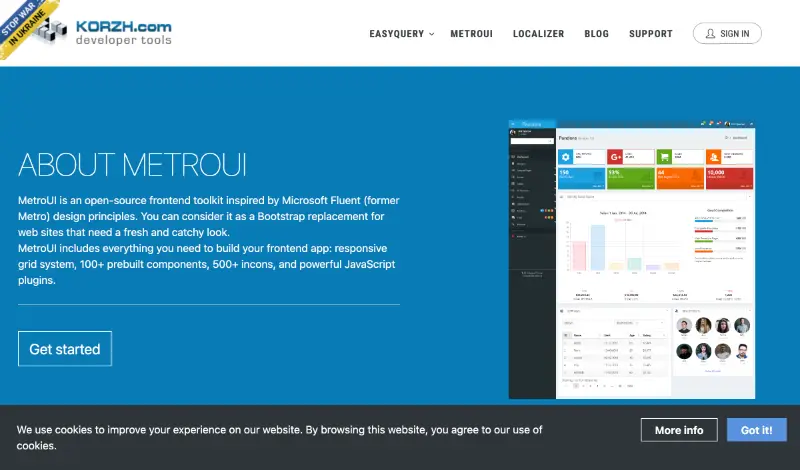 STOP WAR
IN UKRAINE
KORZH.com
developer tools
EASYQUERY
METROUI
LOCALIZER
BLOG
SUPPORT
SIGN IN
ABOUT METROUI
MetroUI is an open-source frontend toolkit inspired by Microsoft Fluent (former
Metro) design principles. You can consider it as a Bootstrap replacement for
web sites that need a fresh and catchy look.
MetroUI includes everything you need to build your frontend app: responsive
grid system, 100+ prebuilt components, 500+ incons, and powerful JavaScript
plugins.
Get started
Pandora
150
53%
44
10,000
We use cookies to improve your experience on our website. By browsing this website, you agree to our use of
cookies.
More info
Got it!